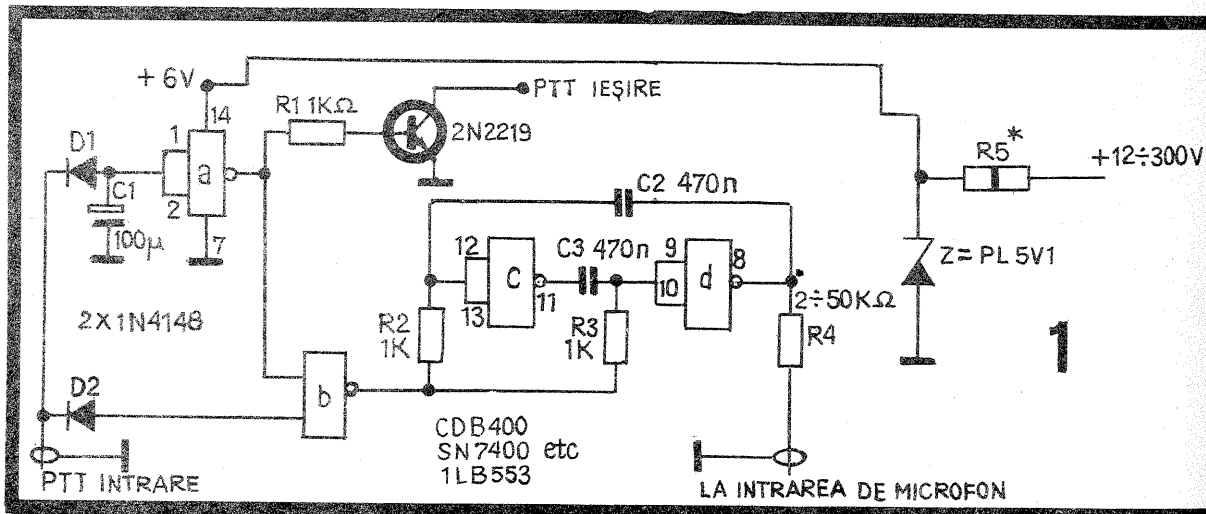 + 6V
14
R1 1KΩ
PTT IEŞIRE
2N2219
D1
1
a
2
7
C1
100µ
C2 470n
R5*
+12÷300V
12
C
13
11
C3 470n
9
10
d
8
Z = PL 5V1
2÷50KΩ
R4
R2
1K
R3
1K
2X1N4148
1
D2
b
CDB400
SN7400 etc
1LB553
PTT INTRARE
LA INTRAREA DE MICROFON